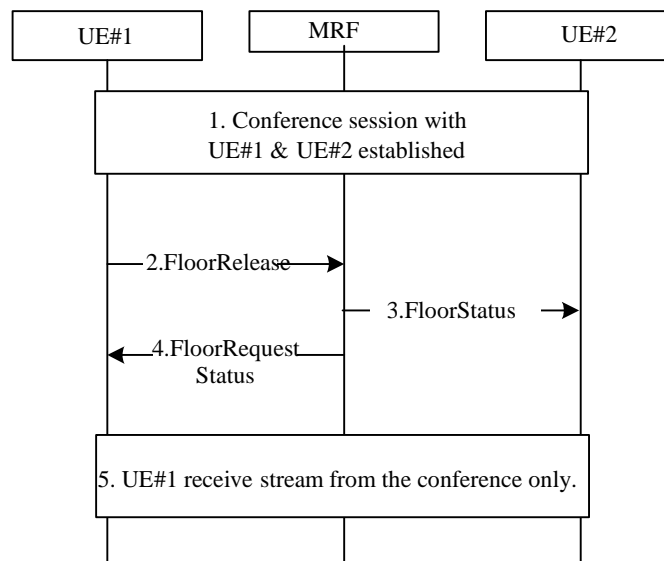 UE#1
MRF
UE#2
1. Conference session with
UE#1 & UE#2 established
2.FloorRelease
3.FloorStatus
4.FloorRequest
Status
5. UE#1 receive stream from the conference only.